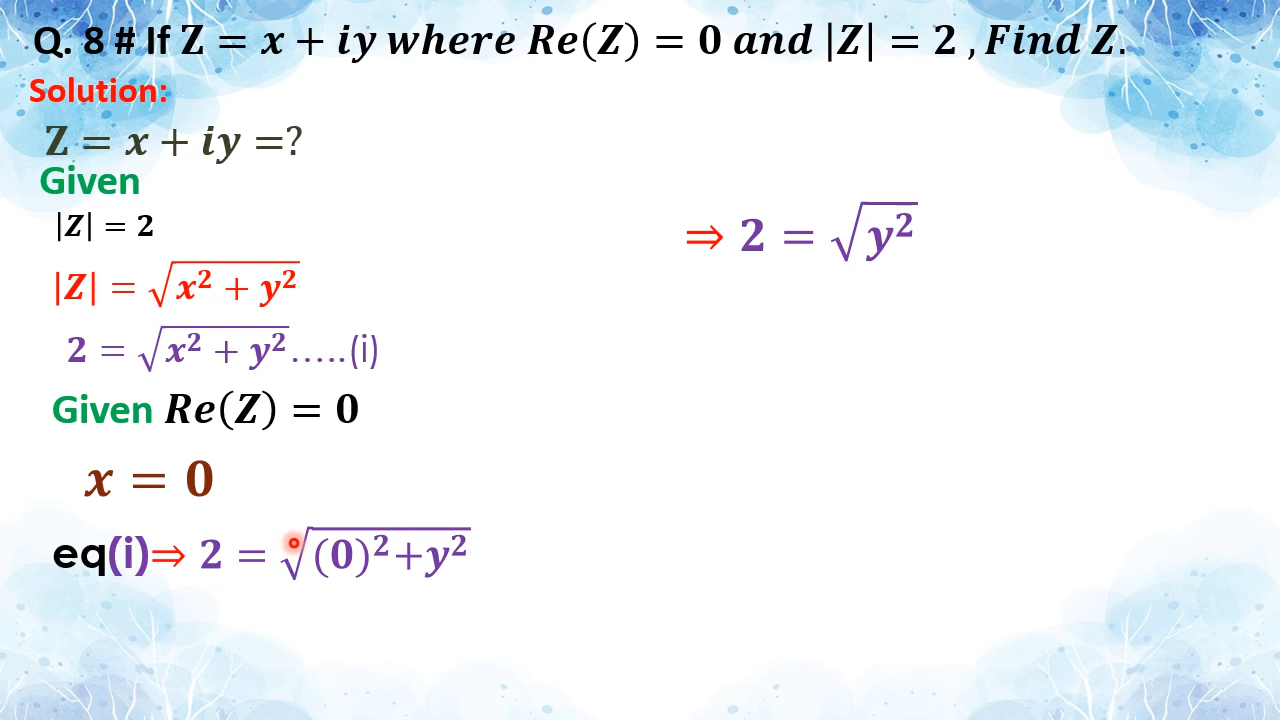 Q. 8 # If Z = x + iy where Re(Z) = 0 and |Z| = 2 , Find Z.
Solution:
Z = x + iy =?
Given
|Z| = 2
|Z| = √(x² + y²)
2 = √(x² + y²).....(i)
Given Re(Z) = 0
x = 0
eq(i)⇒ 2 = √((0)²+y²)
⇒ 2 = √(y²)